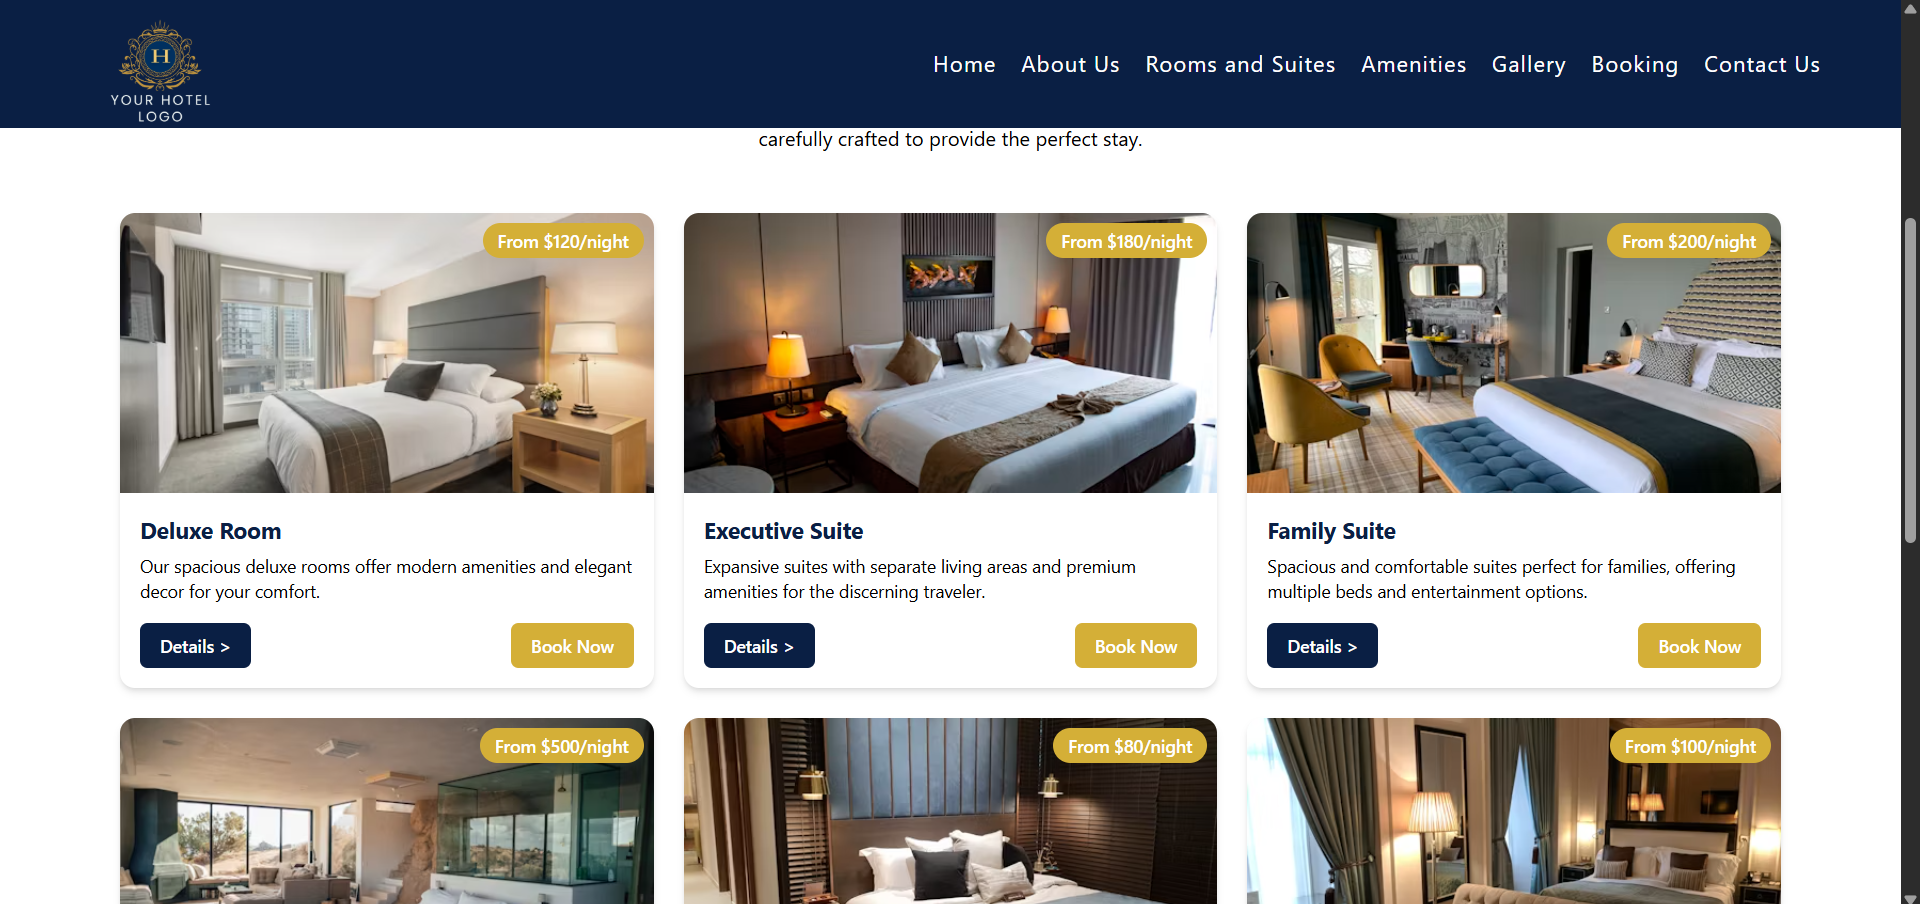 H
YOUR HOTEL
LOGO
Home About Us Rooms and Suites Amenities Gallery Booking Contact Us
carefully crafted to provide the perfect stay.
From $120/night
From $180/night
From $200/night
Deluxe Room
Our spacious deluxe rooms offer modern amenities and elegant
decor for your comfort.
Details >
Book Now
Executive Suite
Expansive suites with separate living areas and premium
amenities for the discerning traveler.
Details >
Book Now
Family Suite
Spacious and comfortable suites perfect for families, offering
multiple beds and entertainment options.
Details >
Book Now
From $500/night
From $80/night
From $100/night